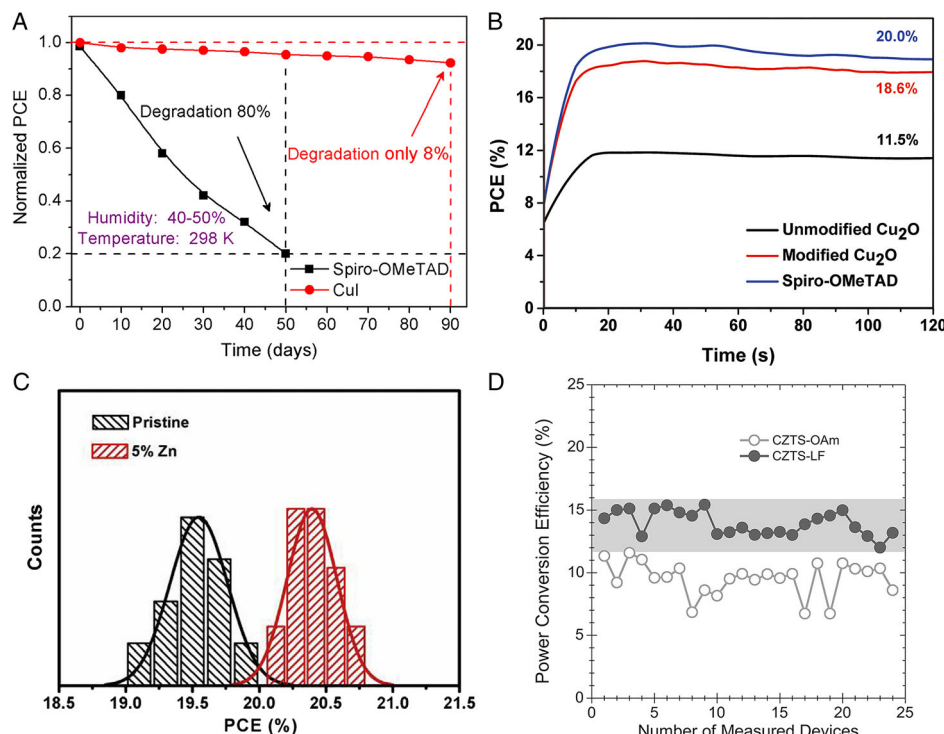 A
Normalized PCE
1.0
0.8
0.6
0.4
0.2
0.0
Degradation 80%
Degradation only 8%
Humidity: 40-50%
Temperature: 298 K
Spiro-OMeTAD
CuI
0 10 20 30 40 50 60 70 80 90
Time (days)
B
PCE (%)
20
16
12
8
4
0
20.0%
18.6%
11.5%
Unmodified Cu2O
Modified Cu2O
Spiro-OMeTAD
0 20 40 60 80 100 120
Time (s)
C
Counts
Pristine
5% Zn
18.5 19.0 19.5 20.0 20.5 21.0 21.5
PCE (%)
D
Power Conversion Efficiency (%)
25
20
15
10
5
0
CZTS-OAm
CZTS-LF
0 5 10 15 20 25
Number of Measured Devices